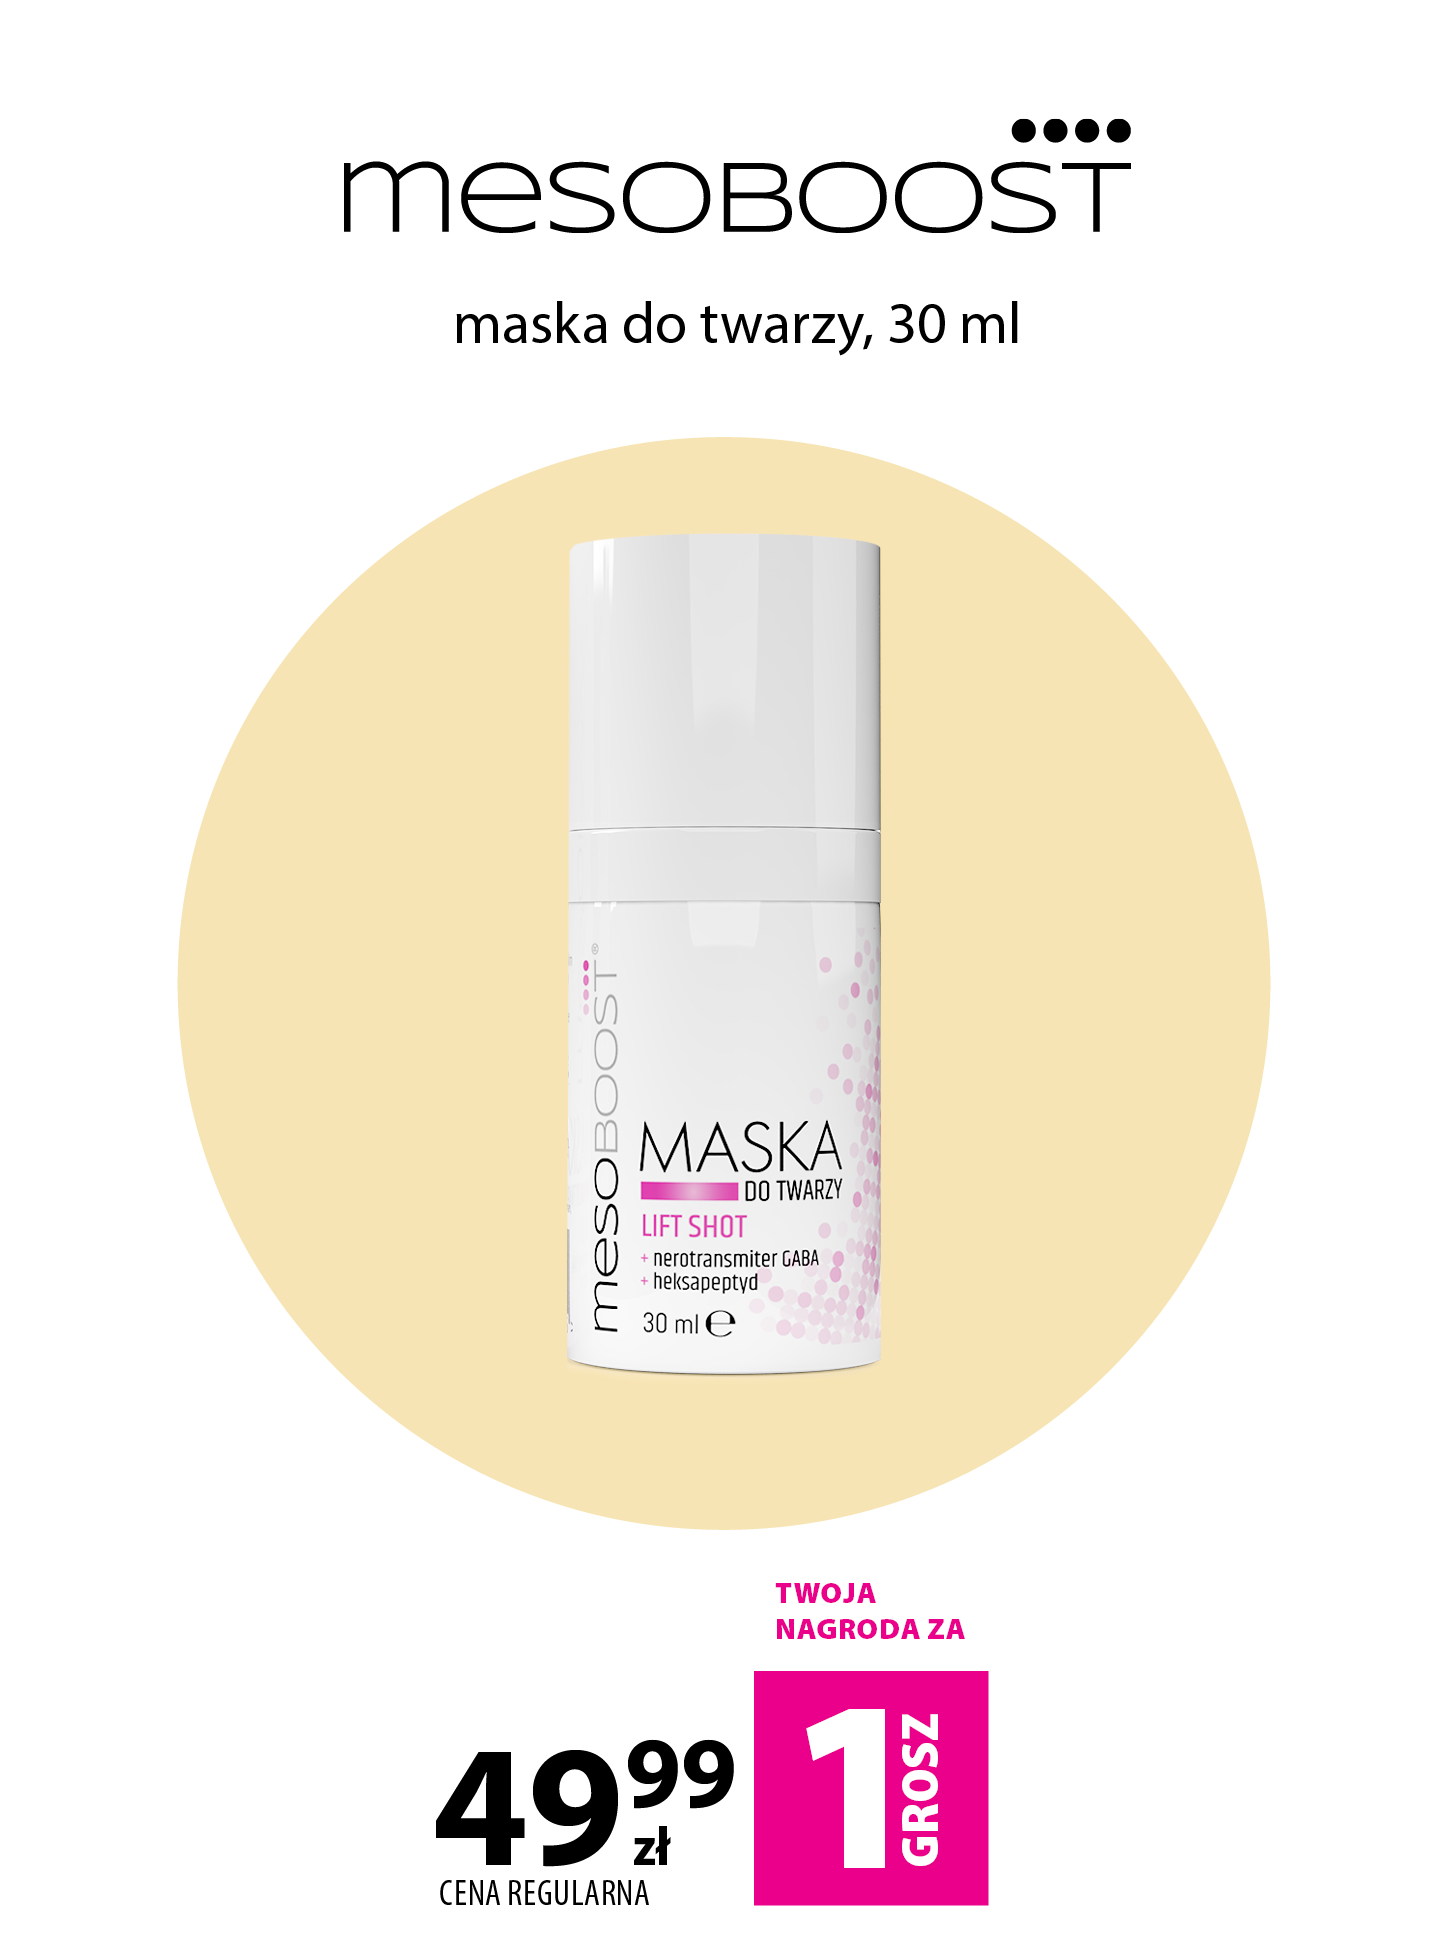 mesoBOOST
maska do twarzy, 30 ml
mesoBOOST®
MASKA
DO TWARZY
LIFT SHOT
+ nerotransmiter GABA
+ heksapeptyd
30 ml ℮
TWOJA
NAGRODA ZA
49 99 zł
CENA REGULARNA
1 GROSZ